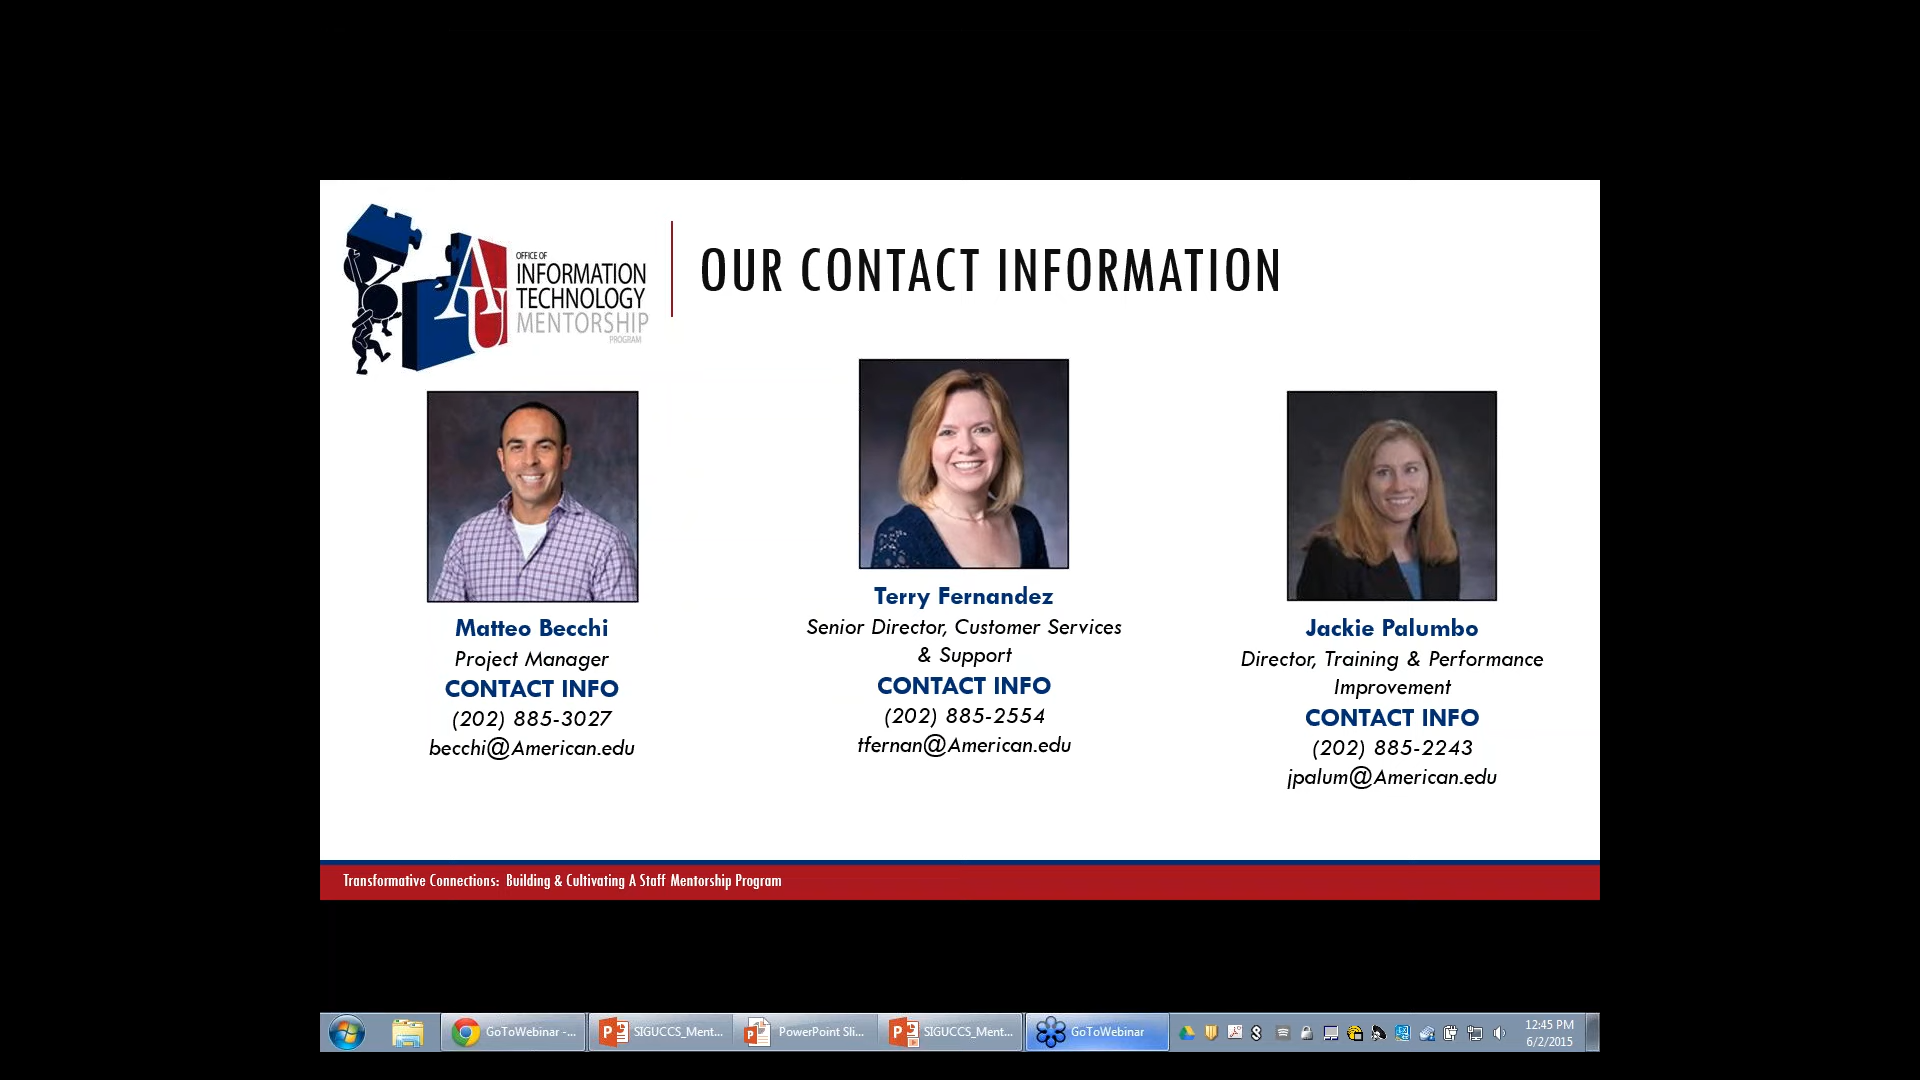 OFFICE OF
INFORMATION
TECHNOLOGY
MENTORSHIP
PROGRAM
AU
OUR CONTACT INFORMATION
Matteo Becchi
Project Manager
CONTACT INFO
(202) 885-3027
becchi@American.edu
Terry Fernandez
Senior Director, Customer Services
& Support
CONTACT INFO
(202) 885-2554
tfernan@American.edu
Jackie Palumbo
Director, Training & Performance
Improvement
CONTACT INFO
(202) 885-2243
jpalum@American.edu
Transformative Connections: Building & Cultivating A Staff Mentorship Program
GoToWebinar -...
SIGUCCS_Ment...
PowerPoint Sli...
SIGUCCS_Ment...
GoToWebinar
12:45 PM
6/2/2015